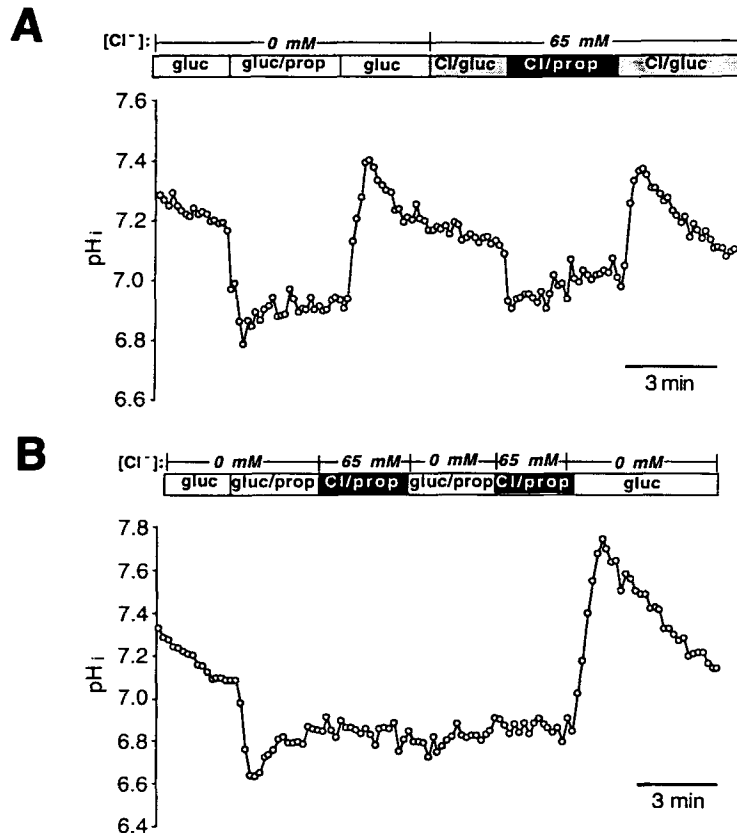 A
[Cl⁻]: 0 mM 65 mM
gluc gluc/prop gluc Cl/gluc Cl/prop Cl/gluc
7.6
7.4
7.2
7.0
6.8
6.6
pHi
3 min
B
[Cl⁻]: 0 mM 65 mM 0 mM 65 mM 0 mM
gluc gluc/prop Cl/prop gluc/prop Cl/prop gluc
7.8
7.6
7.4
7.2
7.0
6.8
6.6
6.4
pHi
3 min